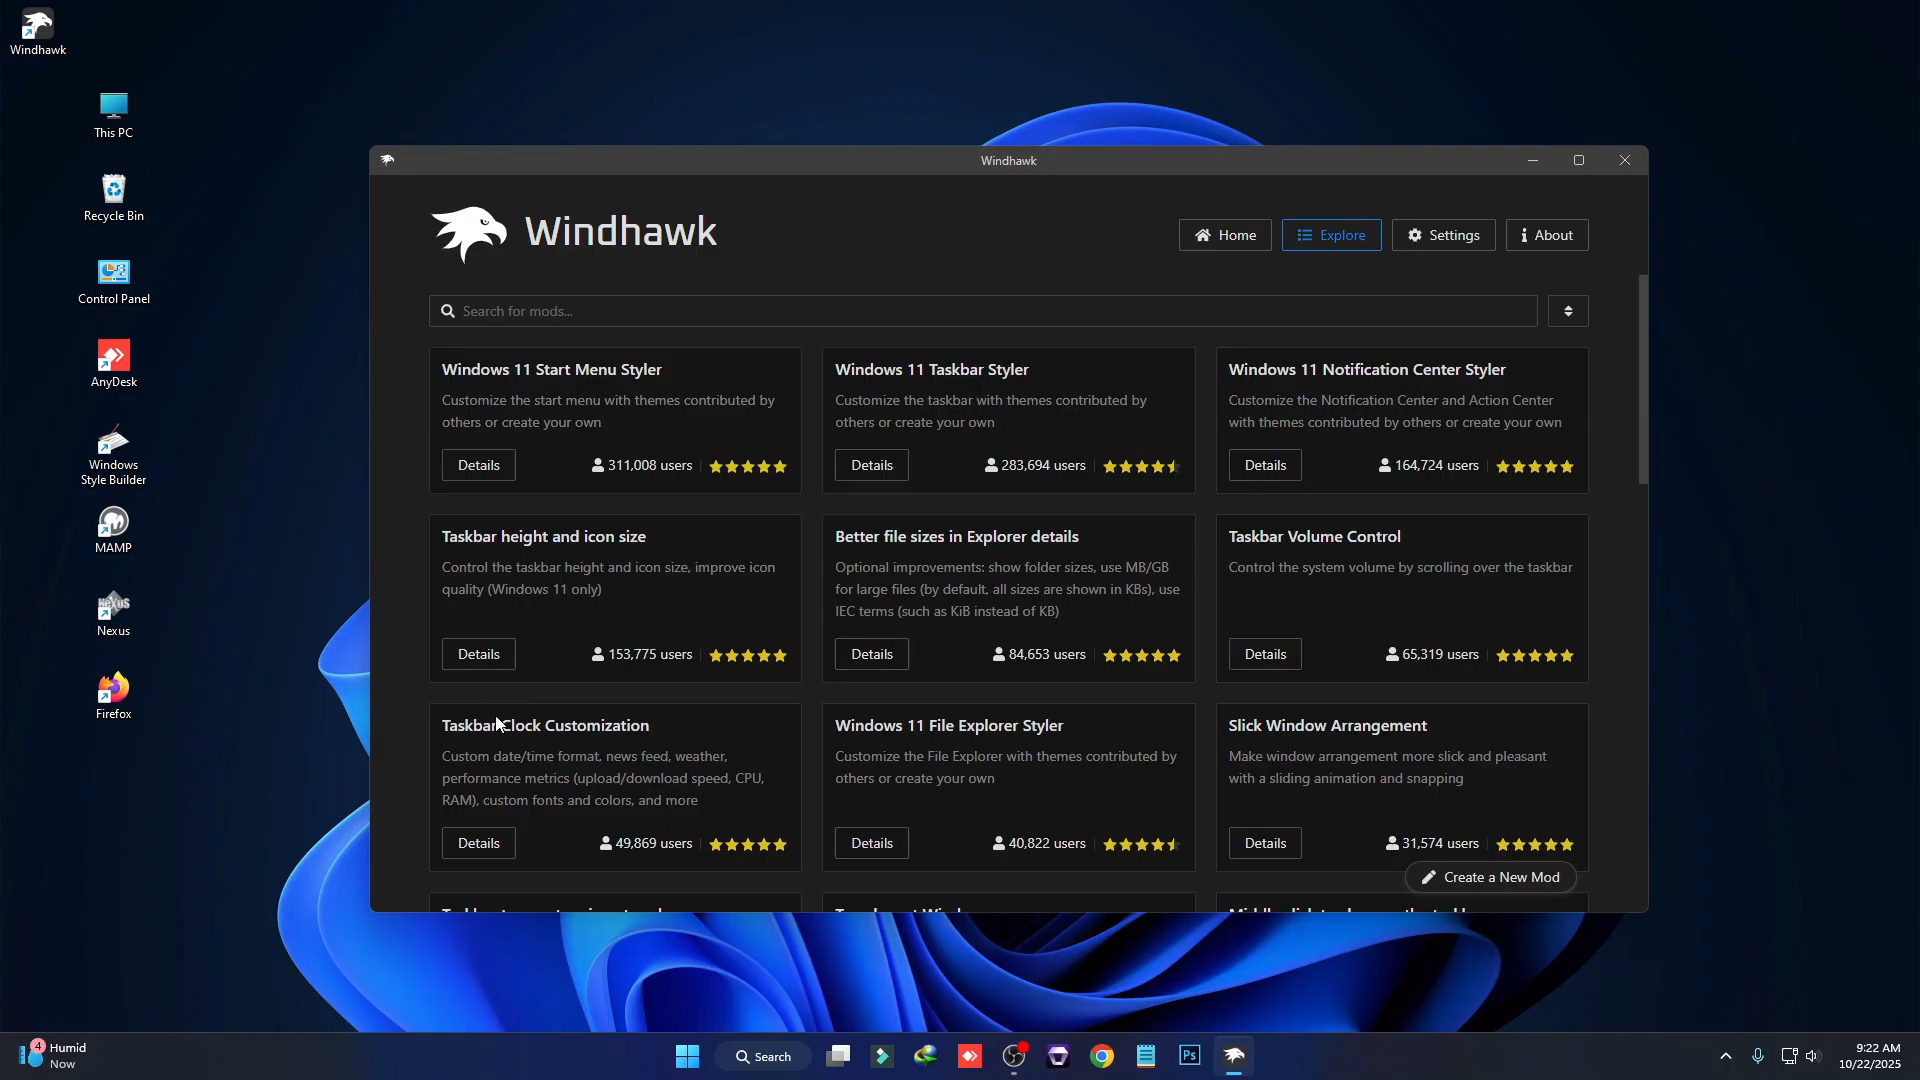 Windhawk
This PC
Recycle Bin
Control Panel
AnyDesk
Windows
Style Builder
MAMP
NeXuS
Nexus
Firefox
Windhawk
Windhawk
Home
Explore
Settings
About
Search for mods...
Windows 11 Start Menu Styler
Customize the start menu with themes contributed by
others or create your own
Details
311,008 users
Windows 11 Taskbar Styler
Customize the taskbar with themes contributed by
others or create your own
Details
283,694 users
Windows 11 Notification Center Styler
Customize the Notification Center and Action Center
with themes contributed by others or create your own
Details
164,724 users
Taskbar height and icon size
Control the taskbar height and icon size, improve icon
quality (Windows 11 only)
Details
153,775 users
Better file sizes in Explorer details
Optional improvements: show folder sizes, use MB/GB
for large files (by default, all sizes are shown in KBs), use
IEC terms (such as KiB instead of KB)
Details
84,653 users
Taskbar Volume Control
Control the system volume by scrolling over the taskbar
Details
65,319 users
Taskbar Clock Customization
Custom date/time format, news feed, weather,
performance metrics (upload/download speed, CPU,
RAM), custom fonts and colors, and more
Details
49,869 users
Windows 11 File Explorer Styler
Customize the File Explorer with themes contributed by
others or create your own
Details
40,822 users
Slick Window Arrangement
Make window arrangement more slick and pleasant
with a sliding animation and snapping
Details
31,574 users
Create a New Mod
4
Humid
Now
Search
Ps
9:22 AM
10/22/2025